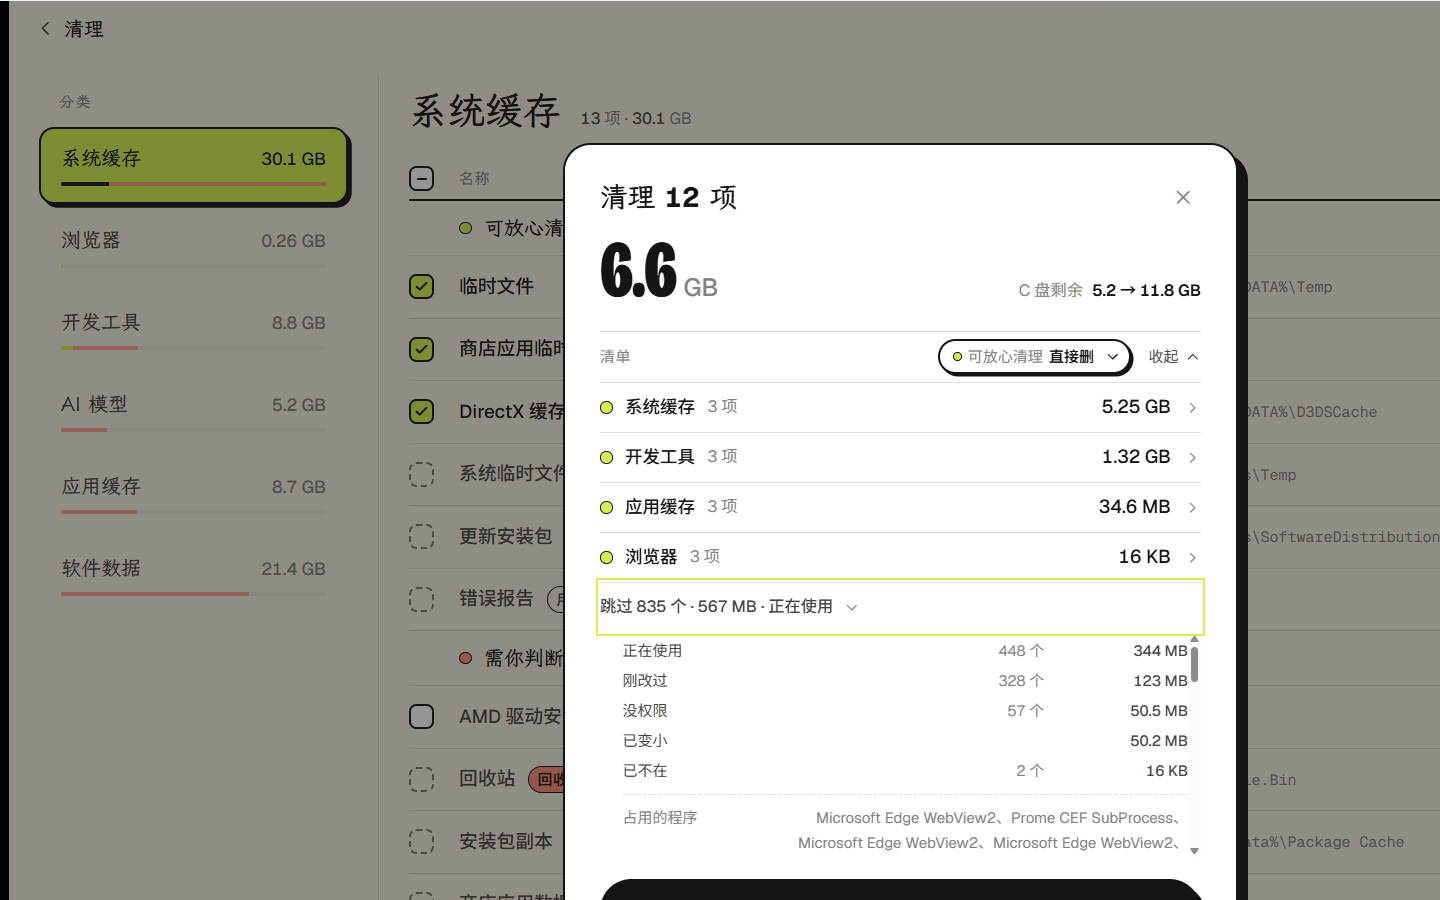 清理
分类
系统缓存 30.1 GB
浏览器 0.26 GB
开发工具 8.8 GB
AI 模型 5.2 GB
应用缓存 8.7 GB
软件数据 21.4 GB
系统缓存 13 项 · 30.1 GB
名称
可放心清
临时文件 DATA%\Temp
商店应用临时
DirectX 缓存 DATA%\D3DSCache
系统临时文件 s\Temp
更新安装包 s\SoftwareDistribution
错误报告
需你判断
AMD 驱动安
回收站 回收 le.Bin
安装包副本 ata%\Package Cache
清理 12 项
6.6 GB
C 盘剩余 5.2 → 11.8 GB
清单 可放心清理 直接删 收起
系统缓存 3 项 5.25 GB
开发工具 3 项 1.32 GB
应用缓存 3 项 34.6 MB
浏览器 3 项 16 KB
跳过 835 个 · 567 MB · 正在使用
正在使用 448 个 344 MB
刚改过 328 个 123 MB
没权限 57 个 50.5 MB
已变小 50.2 MB
已不在 2 个 16 KB
占用的程序 Microsoft Edge WebView2、Prome CEF SubProcess、
Microsoft Edge WebView2、Microsoft Edge WebView2、